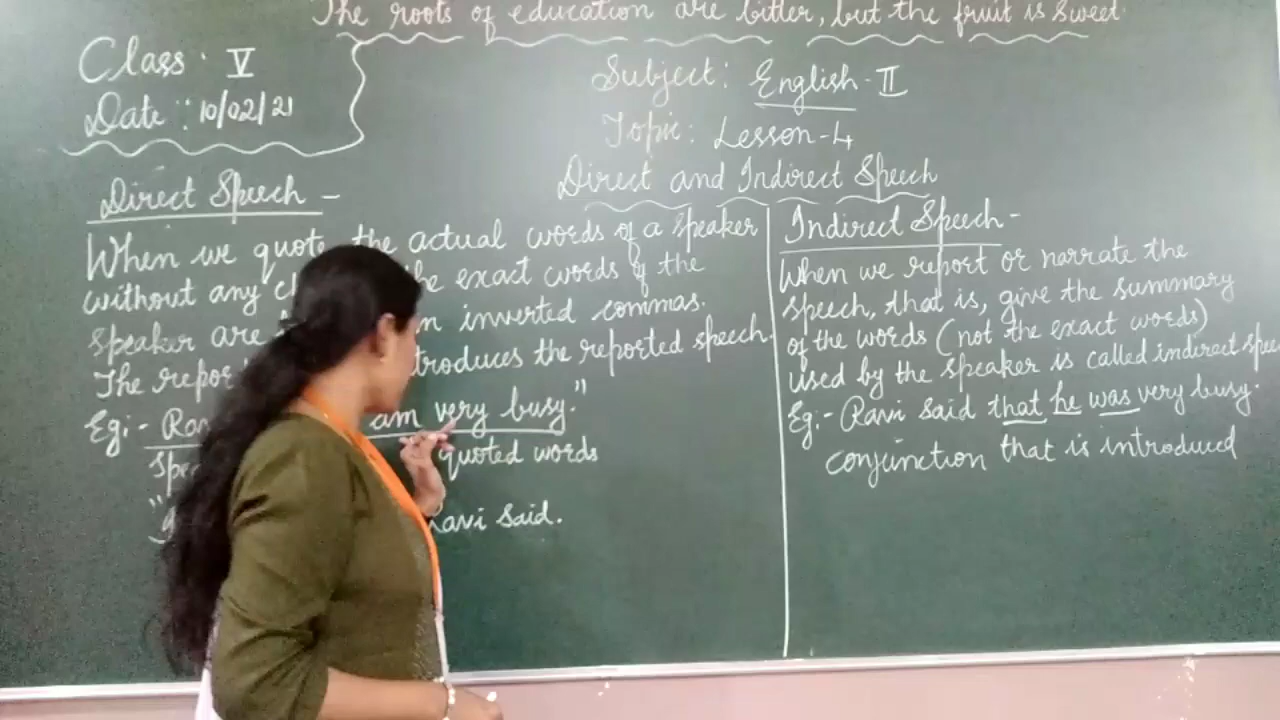 The roots of education are bitter, but the fruit is sweet.
Class: V
Date :: 10/02/21
Subject: English-II
Topic: Lesson-4
Direct and Indirect Speech
Direct Speech -
When we quote the actual words of a speaker
without any the exact words of the
speaker are in inverted commas.
The introduces the reported speech.
Eg:- am very busy."
quoted words
Ravi said.
Indirect Speech -
When we report or narrate the
speech, that is, give the summary
of the words (not the exact words)
used by the speaker is called indirect
Eg:- Ravi said that he was very busy.
conjunction that is introduced